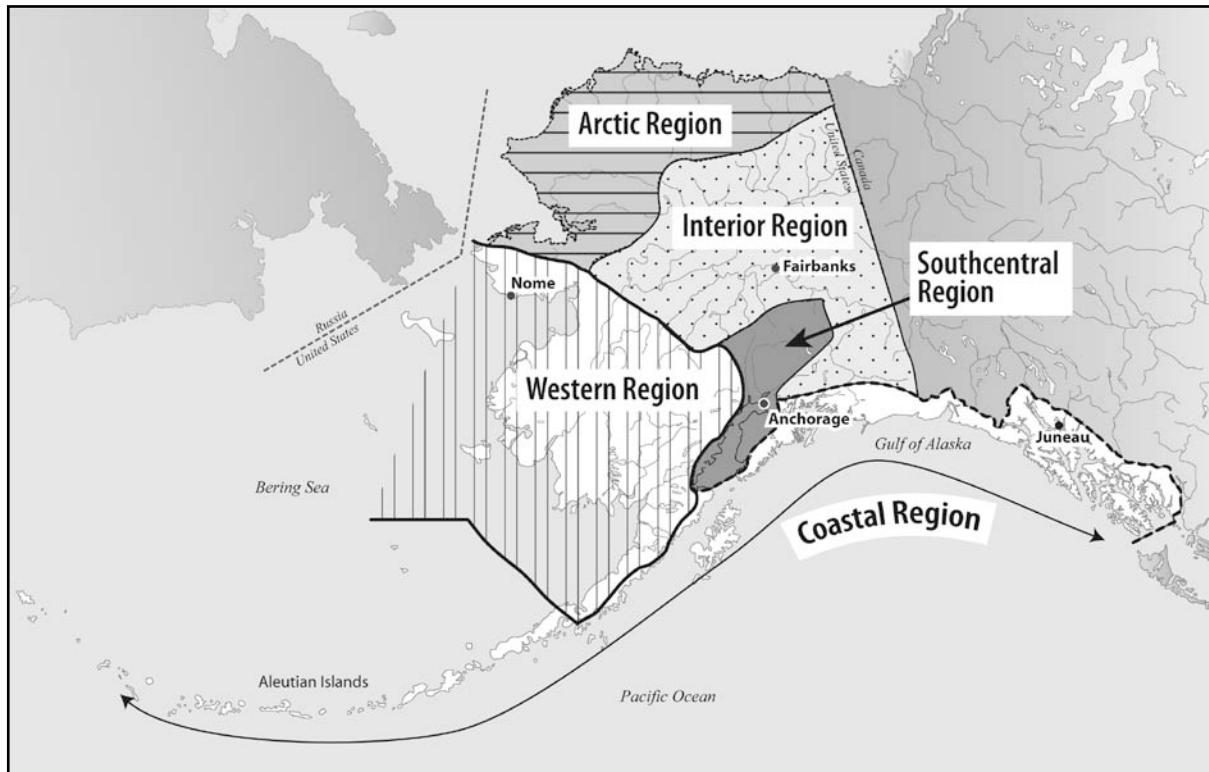 Arctic Region
United States
Canada
Interior Region
Fairbanks
Southcentral
Region
Nome
Russia
United States
Western Region
Anchorage
Juneau
Gulf of Alaska
Bering Sea
Coastal Region
Aleutian Islands
Pacific Ocean